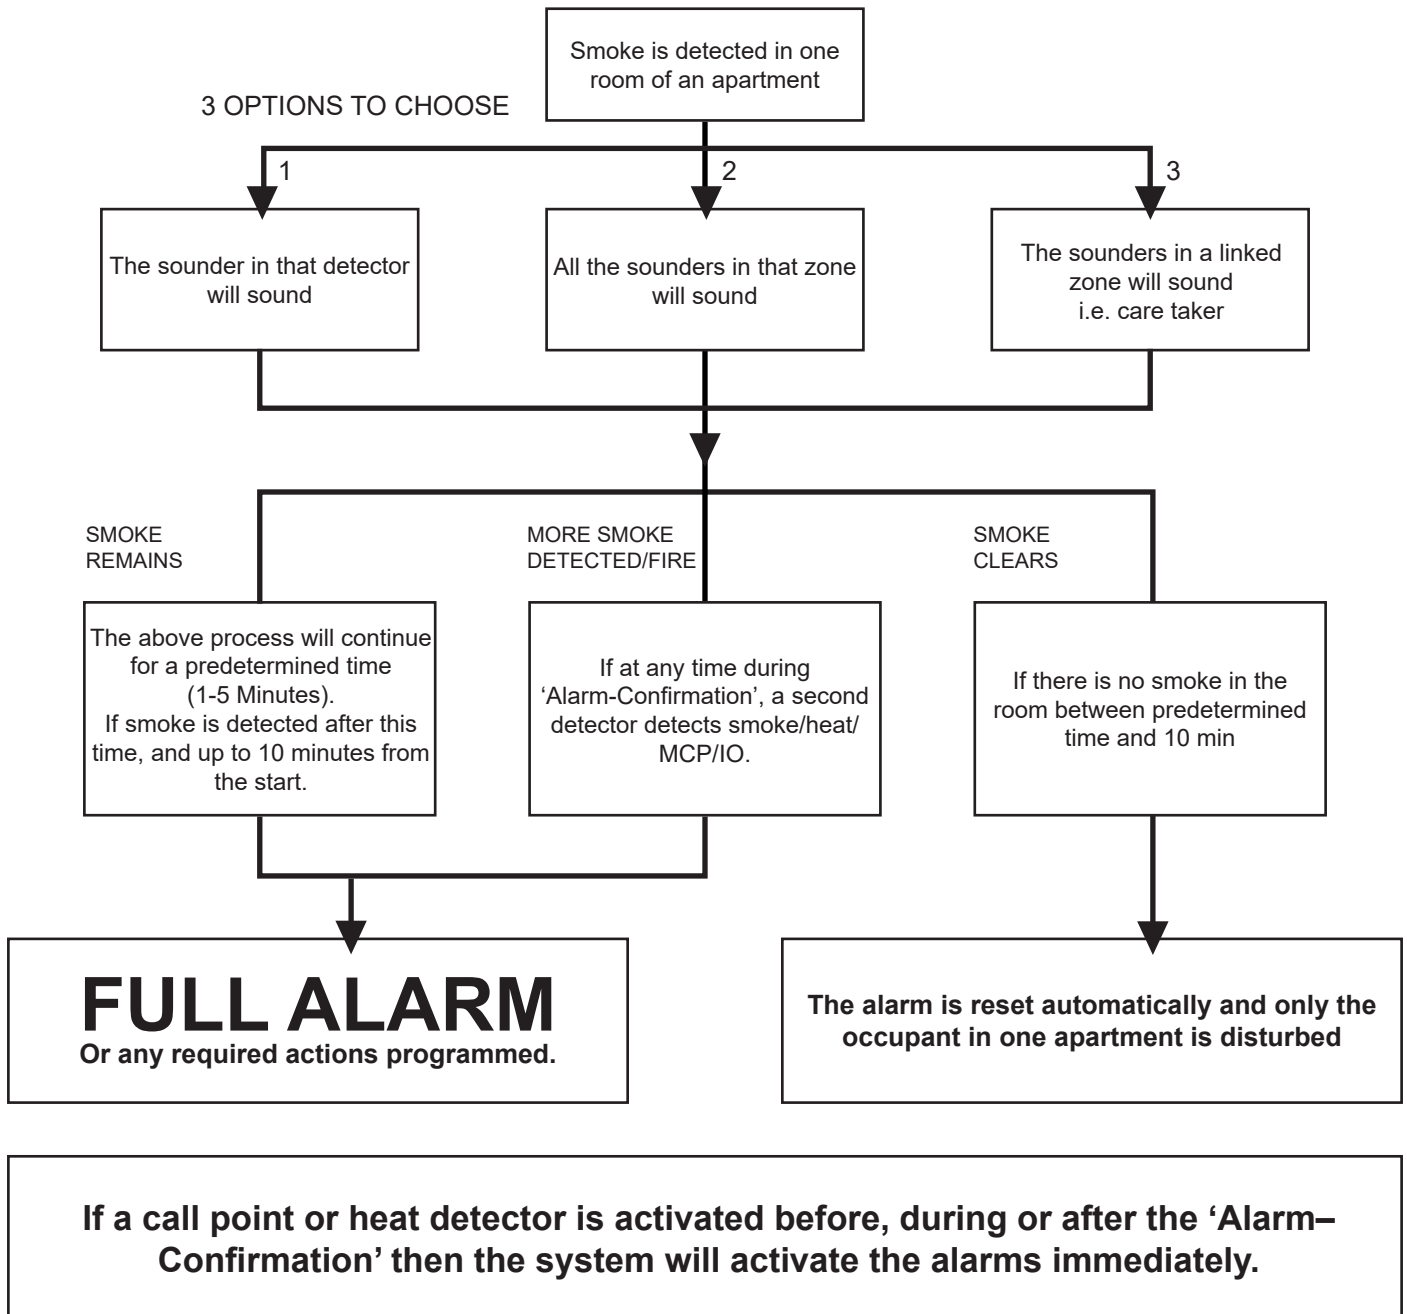 Smoke is detected in one
room of an apartment
3 OPTIONS TO CHOOSE
1
2
3
The sounder in that detector
will sound
All the sounders in that zone
will sound
The sounders in a linked
zone will sound
i.e. care taker
SMOKE
REMAINS
MORE SMOKE
DETECTED/FIRE
SMOKE
CLEARS
The above process will continue
for a predetermined time
(1-5 Minutes).
If smoke is detected after this
time, and up to 10 minutes from
the start.
If at any time during
‘Alarm-Confirmation’, a second
detector detects smoke/heat/
MCP/IO.
If there is no smoke in the
room between predetermined
time and 10 min
FULL ALARM
Or any required actions programmed.
The alarm is reset automatically and only the
occupant in one apartment is disturbed
If a call point or heat detector is activated before, during or after the ‘Alarm–
Confirmation’ then the system will activate the alarms immediately.